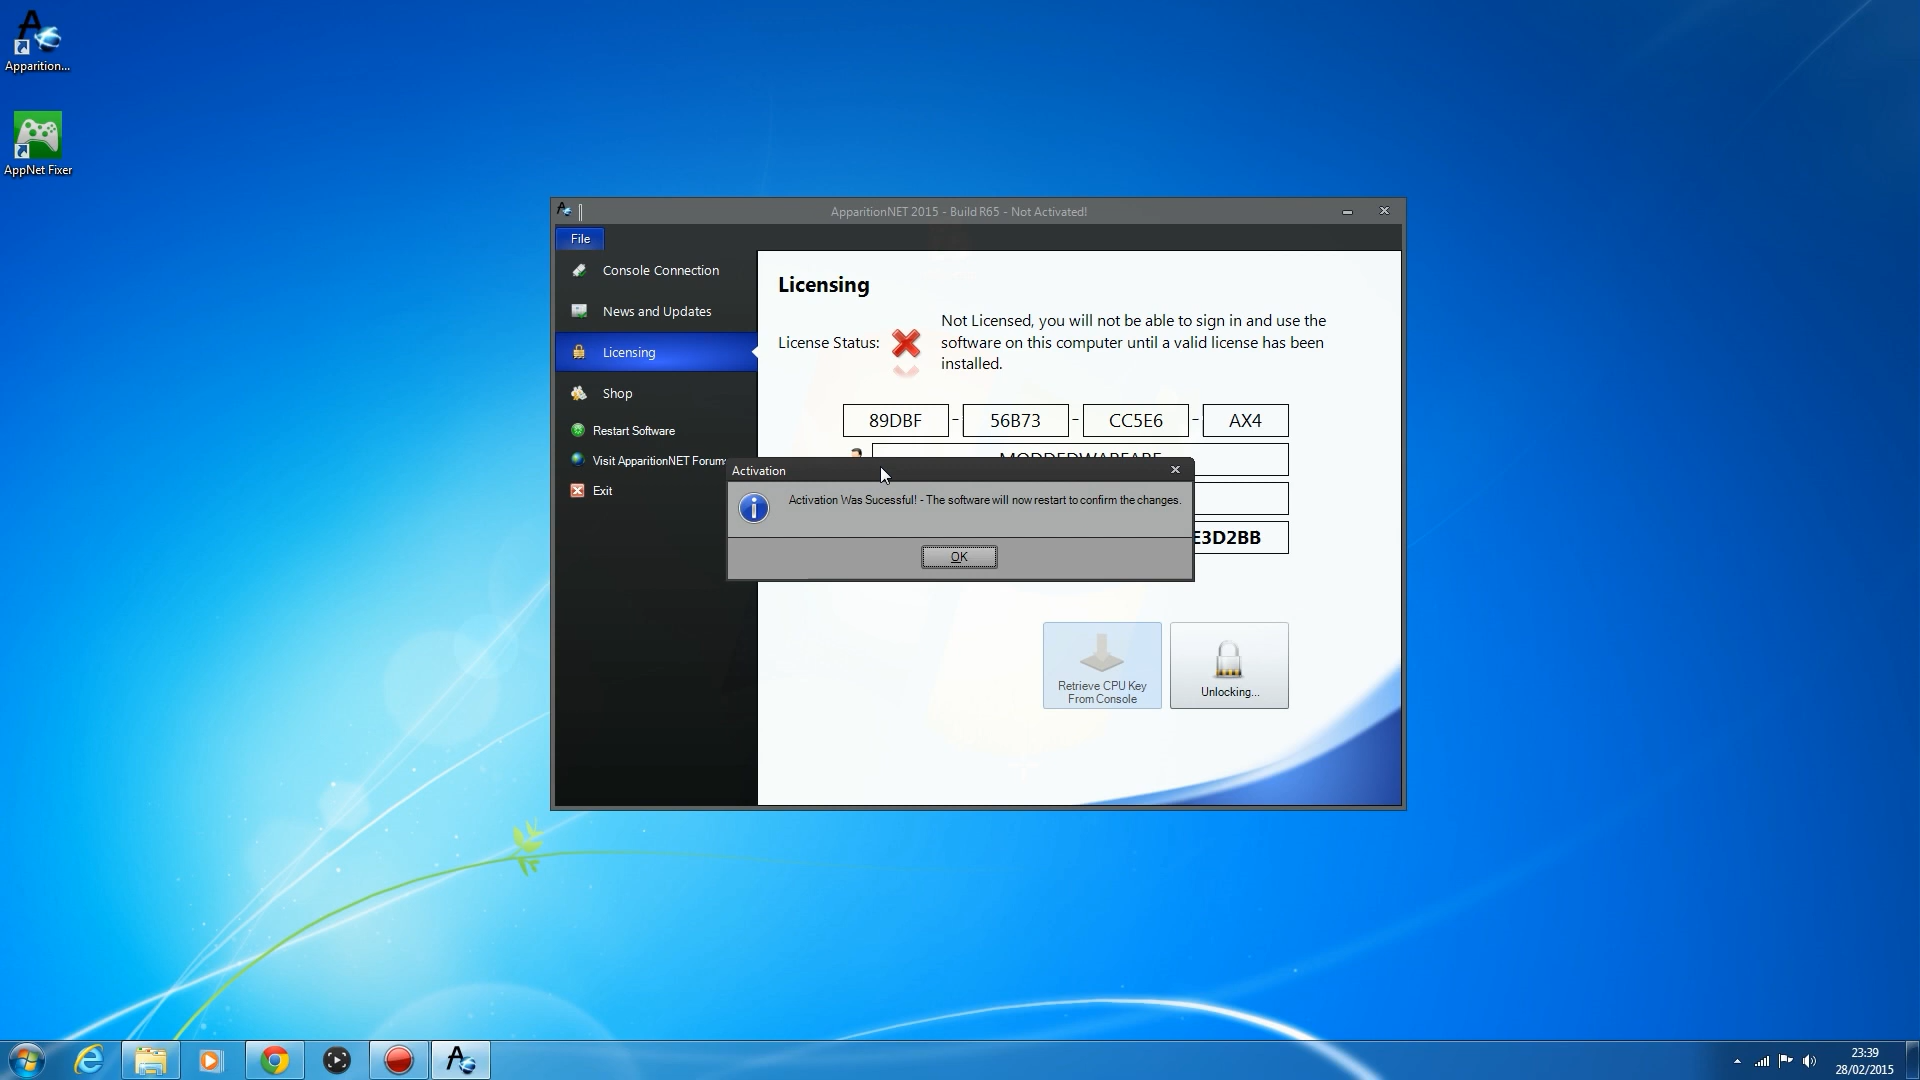 Apparition...
AppNet Fixer
ApparitionNET 2015 - Build R65 - Not Activated!
File
Console Connection
News and Updates
Licensing
Shop
Restart Software
Visit ApparitionNET Forum
Exit
Licensing
License Status:
Not Licensed, you will not be able to sign in and use the
software on this computer until a valid license has been
installed.
89DBF - 56B73 - CC5E6 - AX4
MODDEDWARFARE
E3D2BB
Activation
Activation Was Sucessful! - The software will now restart to confirm the changes.
OK
Retrieve CPU Key
From Console
Unlocking...
23:39
28/02/2015